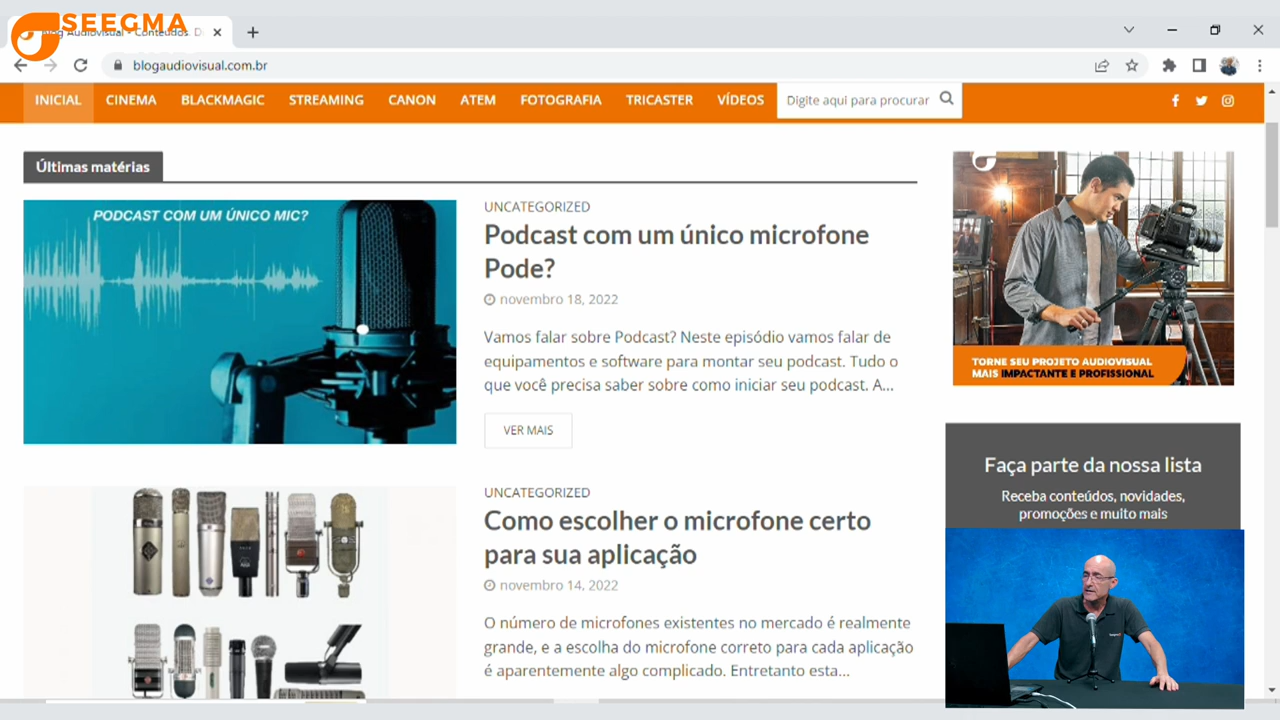 SEEGMA
Blog Audiovisual - Conteúdos D
blogaudiovisual.com.br
INICIAL CINEMA BLACKMAGIC STREAMING CANON ATEM FOTOGRAFIA TRICASTER VÍDEOS Digite aqui para procurar
Últimas matérias
PODCAST COM UM ÚNICO MIC?
UNCATEGORIZED
Podcast com um único microfone
Pode?
novembro 18, 2022
Vamos falar sobre Podcast? Neste episódio vamos falar de
equipamentos e software para montar seu podcast. Tudo o
que você precisa saber sobre como iniciar seu podcast. A...
VER MAIS
UNCATEGORIZED
Como escolher o microfone certo
para sua aplicação
novembro 14, 2022
O número de microfones existentes no mercado é realmente
grande, e a escolha do microfone correto para cada aplicação
é aparentemente algo complicado. Entretanto esta...
TORNE SEU PROJETO AUDIOVISUAL
MAIS IMPACTANTE E PROFISSIONAL
Faça parte da nossa lista
Receba conteúdos, novidades,
promoções e muito mais